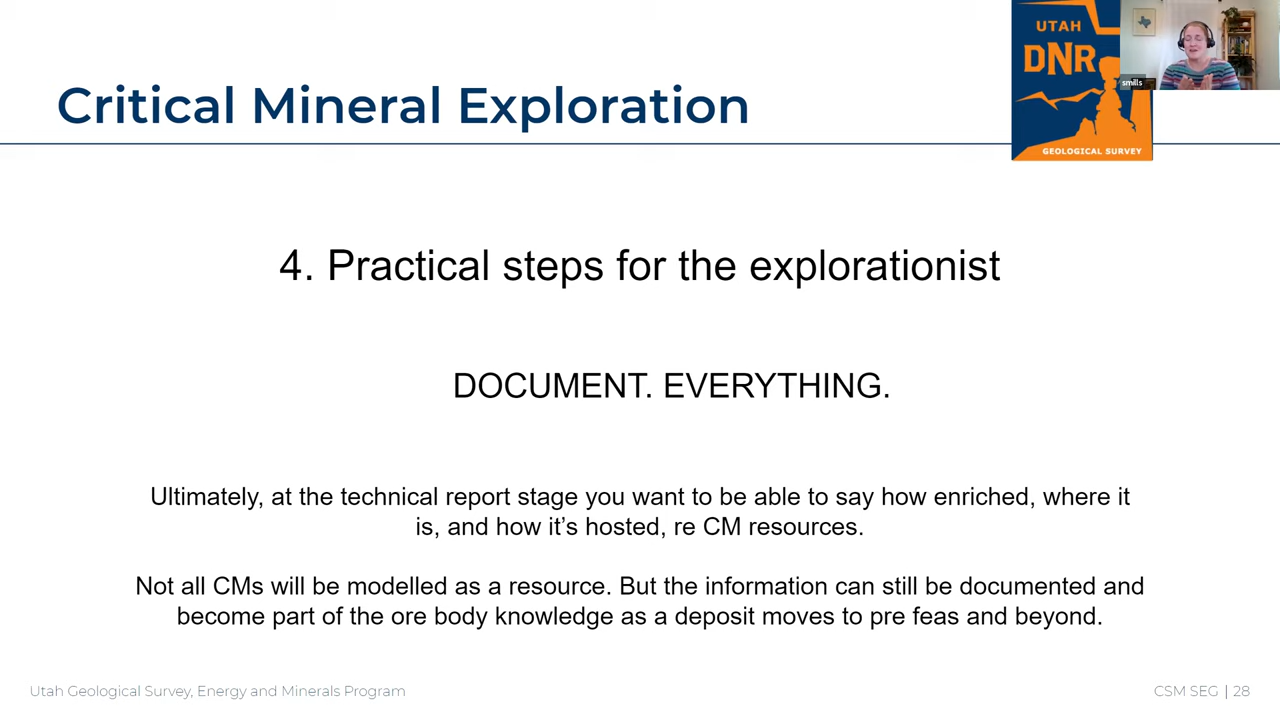 UTAH
DNR
GEOLOGICAL SURVEY
smills
Critical Mineral Exploration
4. Practical steps for the explorationist
DOCUMENT. EVERYTHING.
Ultimately, at the technical report stage you want to be able to say how enriched, where it
is, and how it's hosted, re CM resources.
Not all CMs will be modelled as a resource. But the information can still be documented and
become part of the ore body knowledge as a deposit moves to pre feas and beyond.
Utah Geological Survey, Energy and Minerals Program
CSM SEG | 28